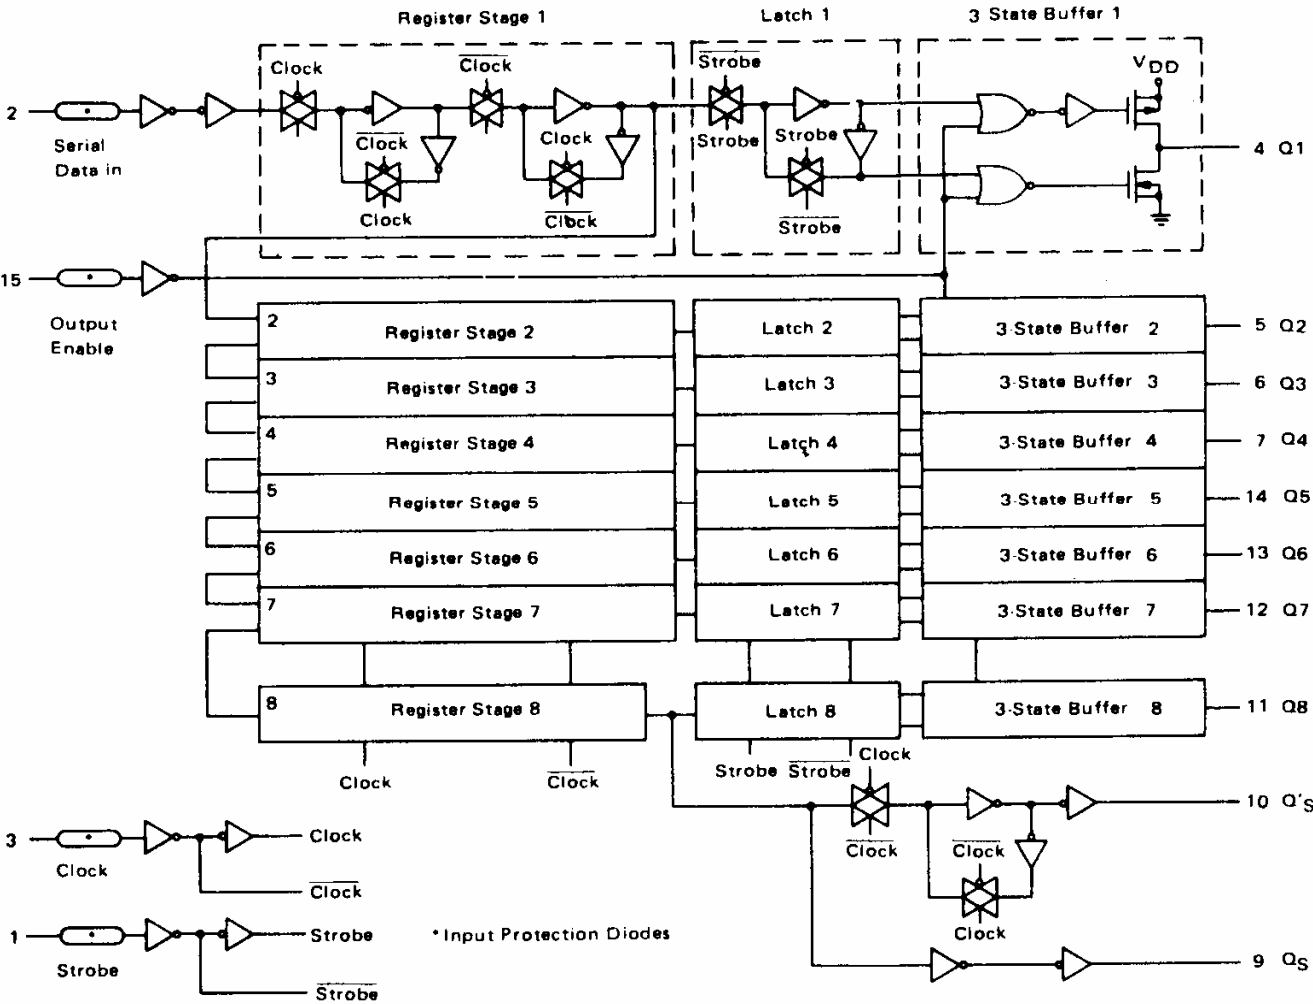 Register Stage 1
Latch 1
3 State Buffer 1
Clock
Clock
Strobe
VDD
2
Serial
Data in
Clock
Clock
Strobe
Strobe
4 Q1
Clock
Clock
Strobe
15
Output
Enable
2 Register Stage 2 Latch 2 3-State Buffer 2 5 Q2
3 Register Stage 3 Latch 3 3-State Buffer 3 6 Q3
4 Register Stage 4 Latch 4 3-State Buffer 4 7 Q4
5 Register Stage 5 Latch 5 3-State Buffer 5 14 Q5
6 Register Stage 6 Latch 6 3-State Buffer 6 13 Q6
7 Register Stage 7 Latch 7 3-State Buffer 7 12 Q7
8 Register Stage 8 Latch 8 3-State Buffer 8 11 Q8
Clock
Clock
Strobe
Strobe
Clock
10 Q'S
Clock
Clock
Clock
3
Clock
Clock
Clock
1
Strobe
Strobe
Strobe
* Input Protection Diodes
9 QS